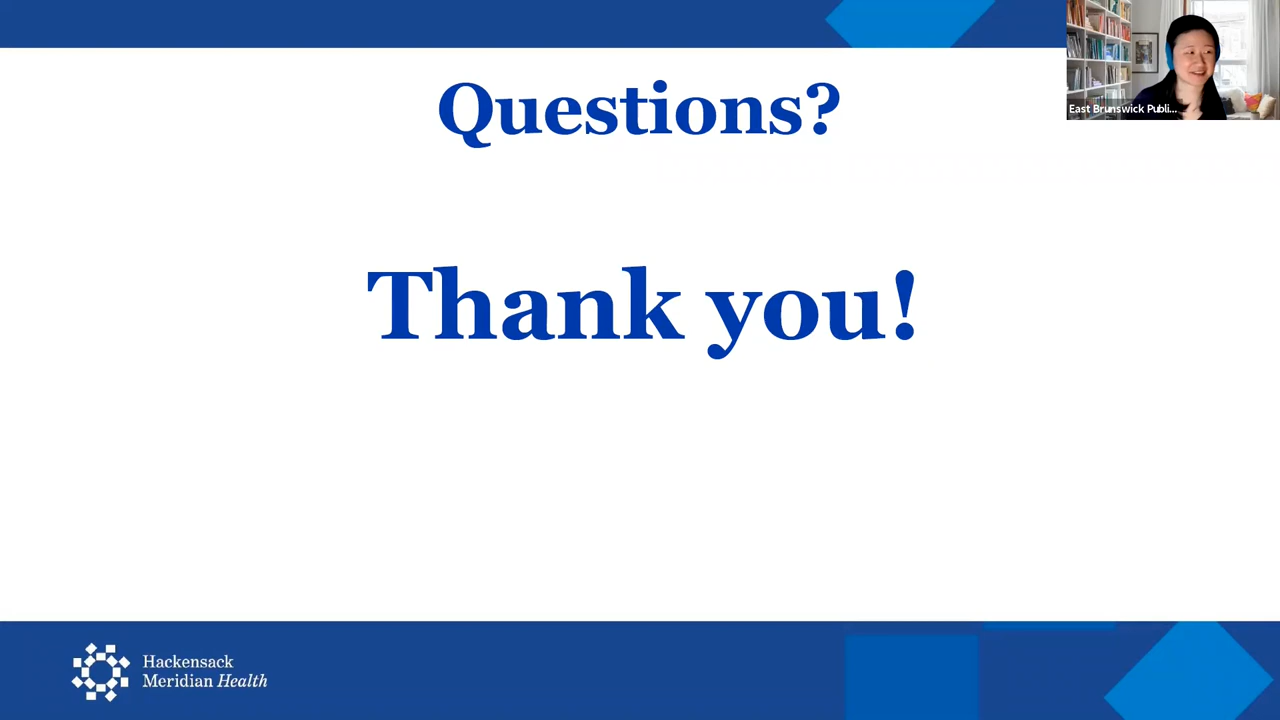 East Brunswick Publi...
Questions?
Thank you!
Hackensack
Meridian Health